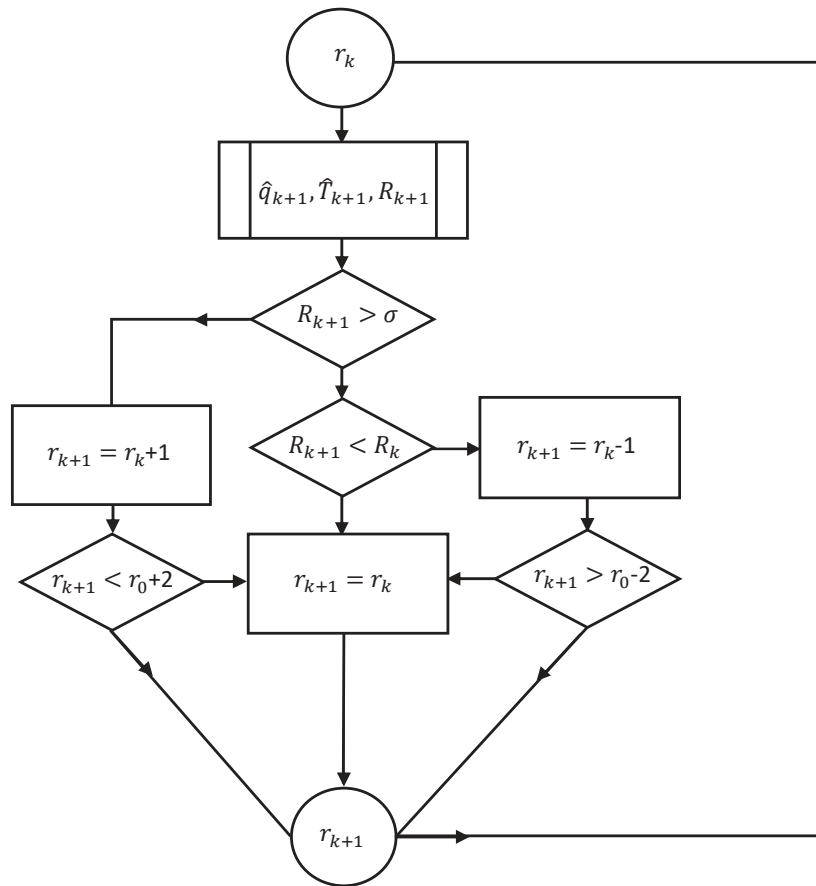 r_k
q̂_{k+1}, T̂_{k+1}, R_{k+1}
R_{k+1} > σ
r_{k+1} = r_k+1
R_{k+1} < R_k
r_{k+1} = r_k-1
r_{k+1} < r_0+2
r_{k+1} = r_k
r_{k+1} > r_0-2
r_{k+1}